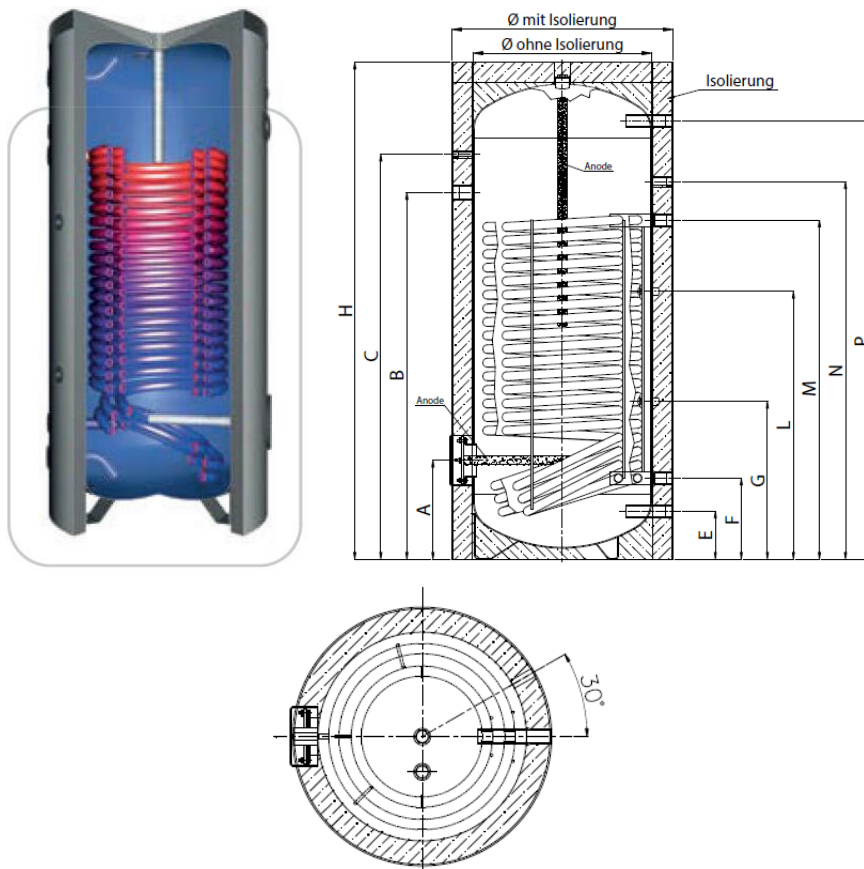 Ø mit Isolierung
Ø ohne Isolierung
Isolierung
Anode
H
C
B
P
N
M
L
Anode
G
A
F
E
30°